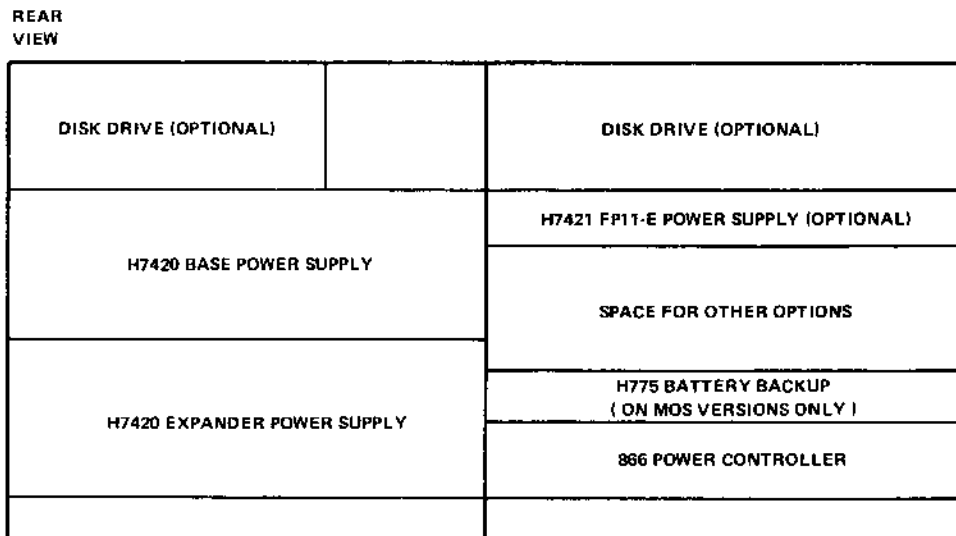 REAR
VIEW
DISK DRIVE (OPTIONAL)
DISK DRIVE (OPTIONAL)
H7420 BASE POWER SUPPLY
H7421 FP11-E POWER SUPPLY (OPTIONAL)
SPACE FOR OTHER OPTIONS
H7420 EXPANDER POWER SUPPLY
H775 BATTERY BACKUP
( ON MOS VERSIONS ONLY )
866 POWER CONTROLLER